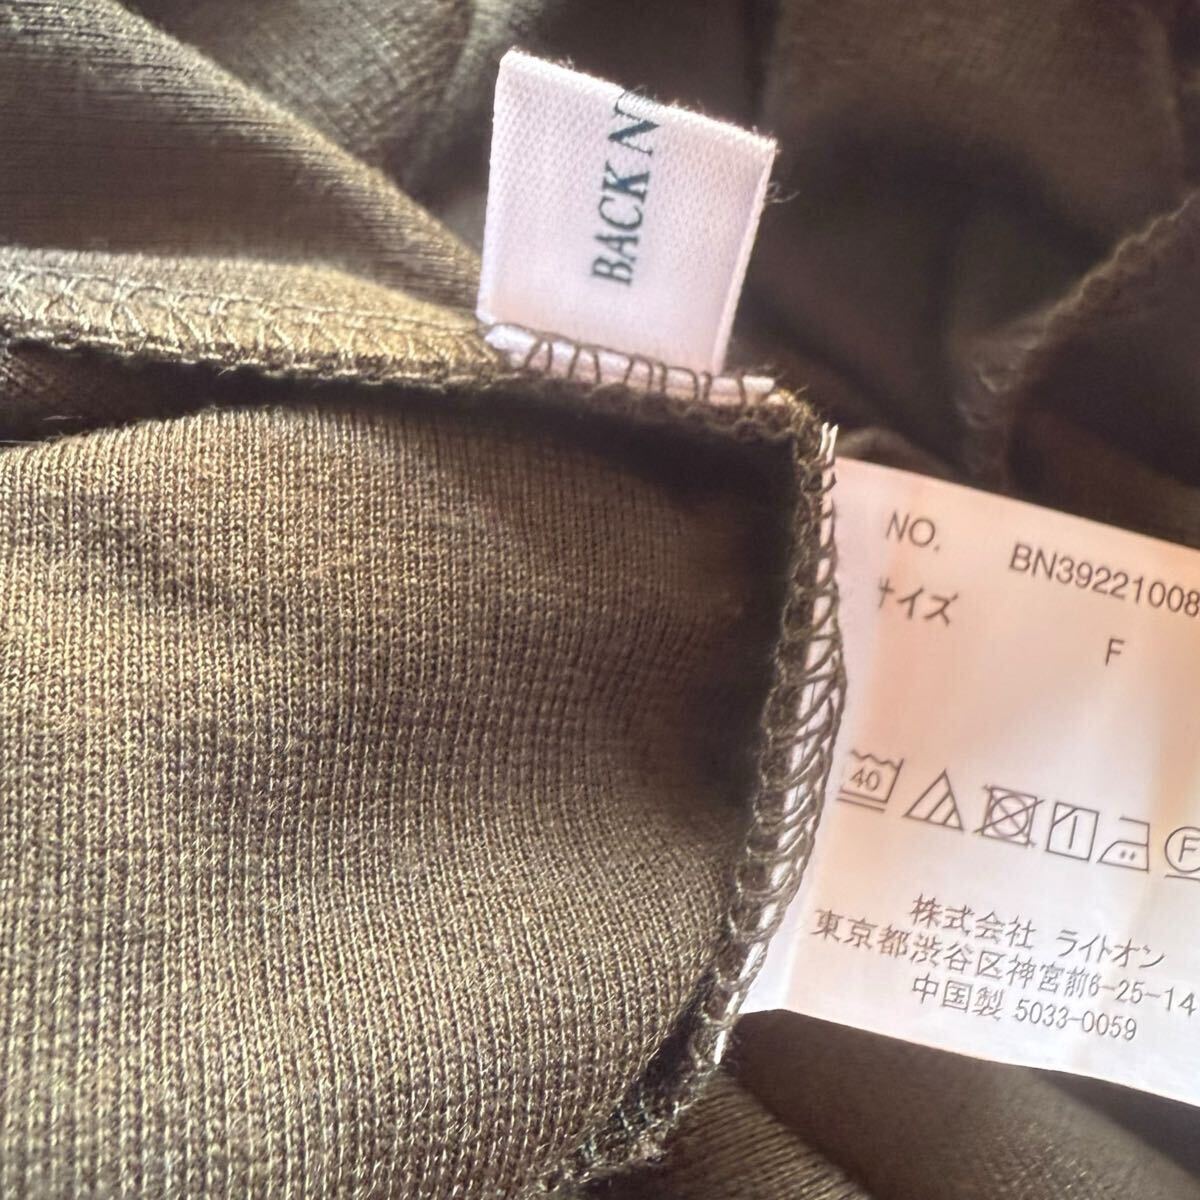 BACK N
NO. BN39221008
サイズ F
40
F
株式会社 ライトオン
東京都渋谷区神宮前6-25-14
中国製 5033-0059